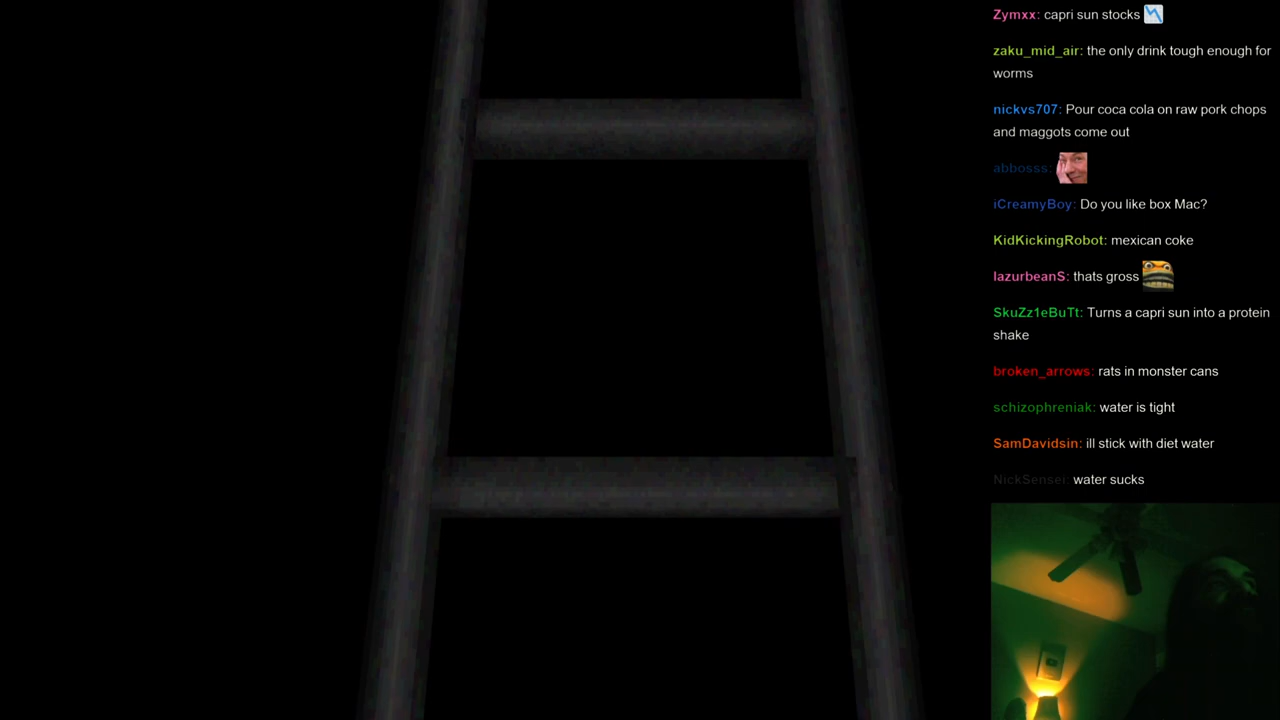 Zymxx: capri sun stocks
zaku_mid_air: the only drink tough enough for
worms
nickvs707: Pour coca cola on raw pork chops
and maggots come out
abbosss:
iCreamyBoy: Do you like box Mac?
KidKickingRobot: mexican coke
lazurbeanS: thats gross
SkuZz1eBuTt: Turns a capri sun into a protein
shake
broken_arrows: rats in monster cans
schizophreniak: water is tight
SamDavidsin: ill stick with diet water
NickSensei: water sucks